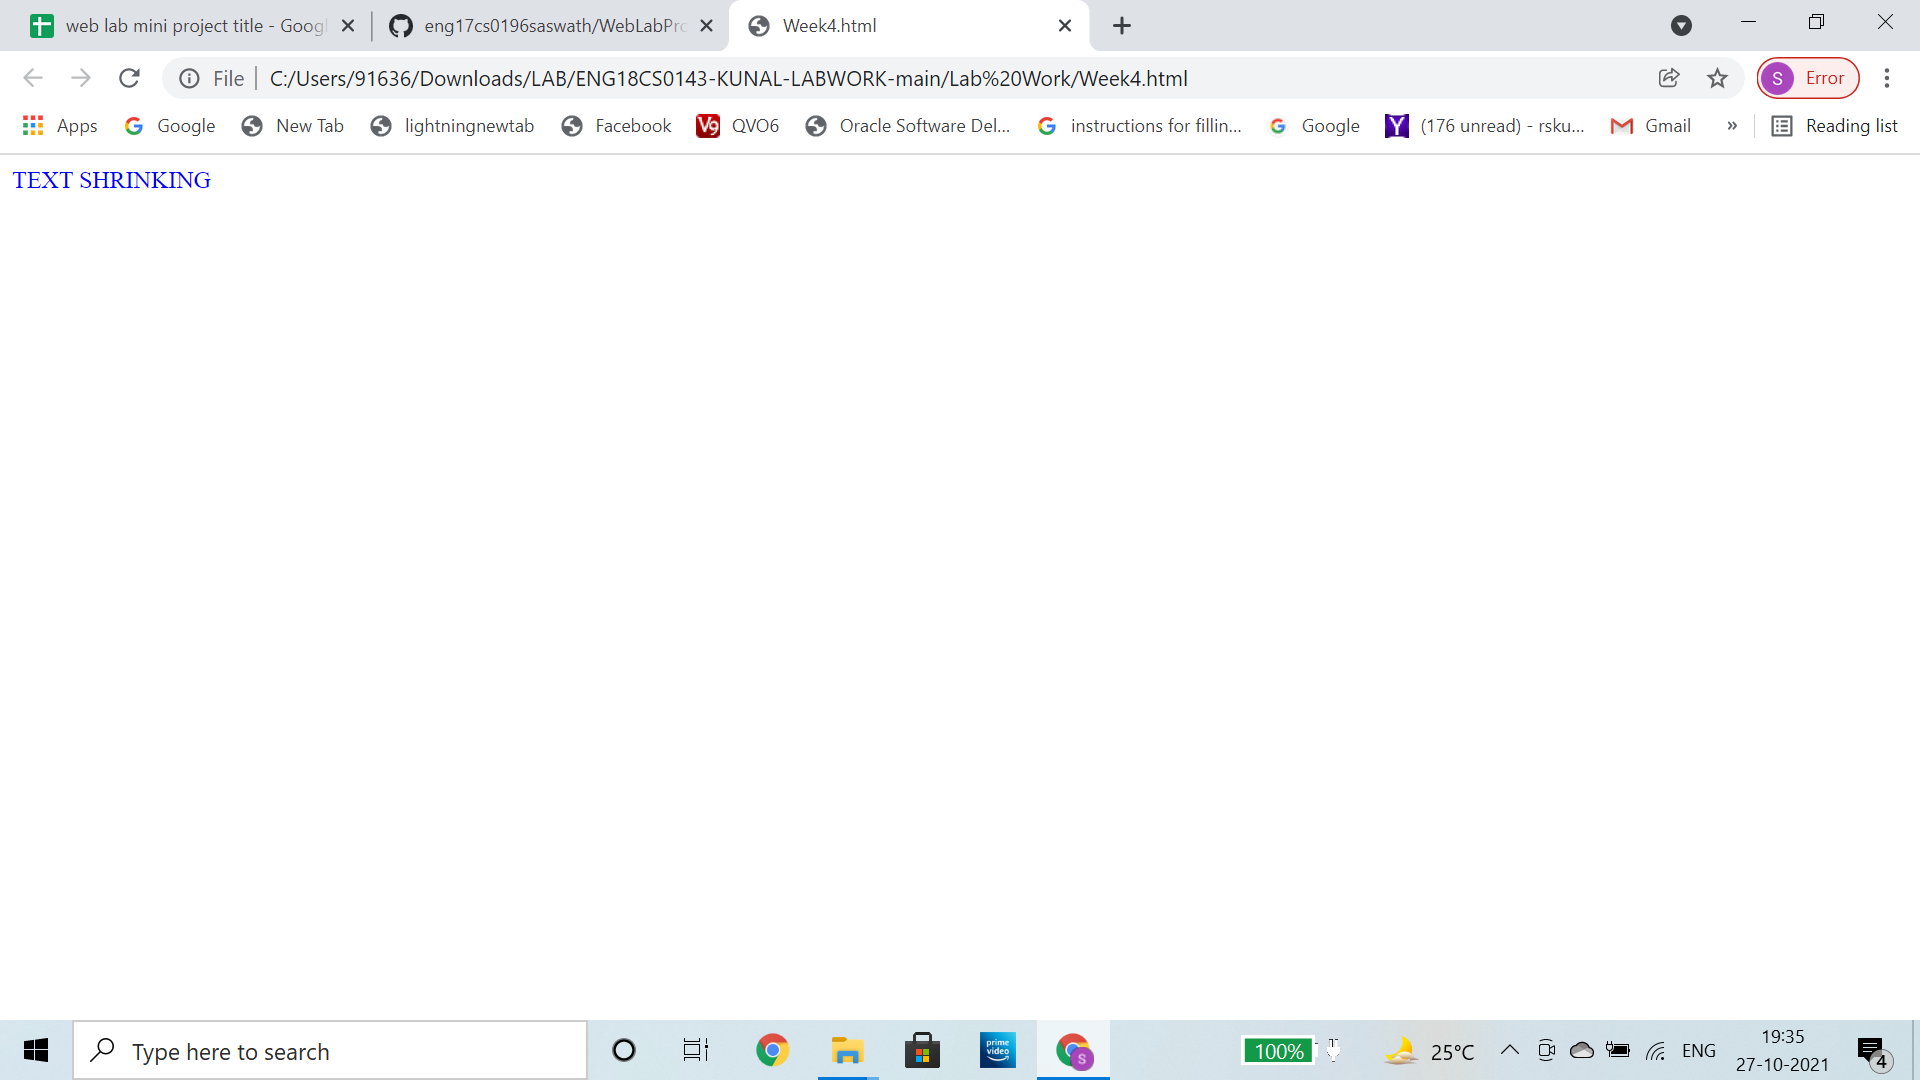 web lab mini project title - Googl
eng17cs0196saswath/WebLabPro
Week4.html
File
C:/Users/91636/Downloads/LAB/ENG18CS0143-KUNAL-LABWORK-main/Lab%20Work/Week4.html
S
Error
Apps
Google
New Tab
lightningnewtab
Facebook
V9
QVO6
Oracle Software Del...
instructions for fillin...
Google
Y
(176 unread) - rsku...
Gmail
»
Reading list
TEXT SHRINKING
Type here to search
prime
video
S
100%
25°C
ENG
19:35
27-10-2021
4